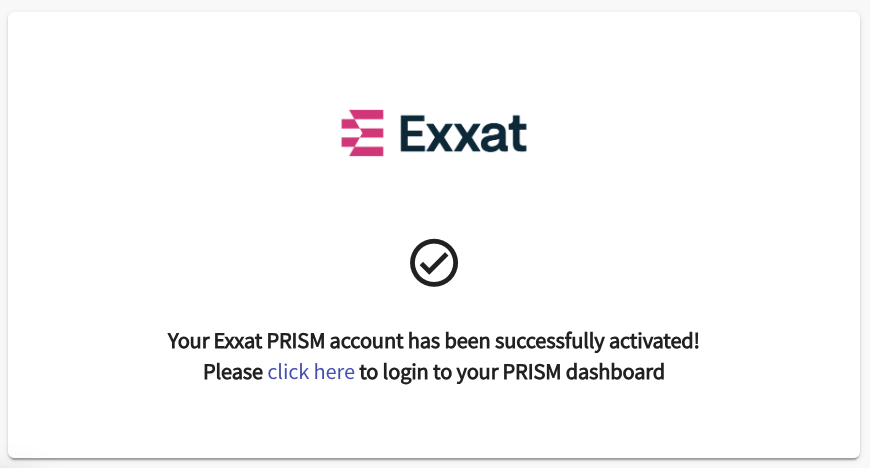 Exxat
Your Exxat PRISM account has been successfully activated!
Please click here to login to your PRISM dashboard